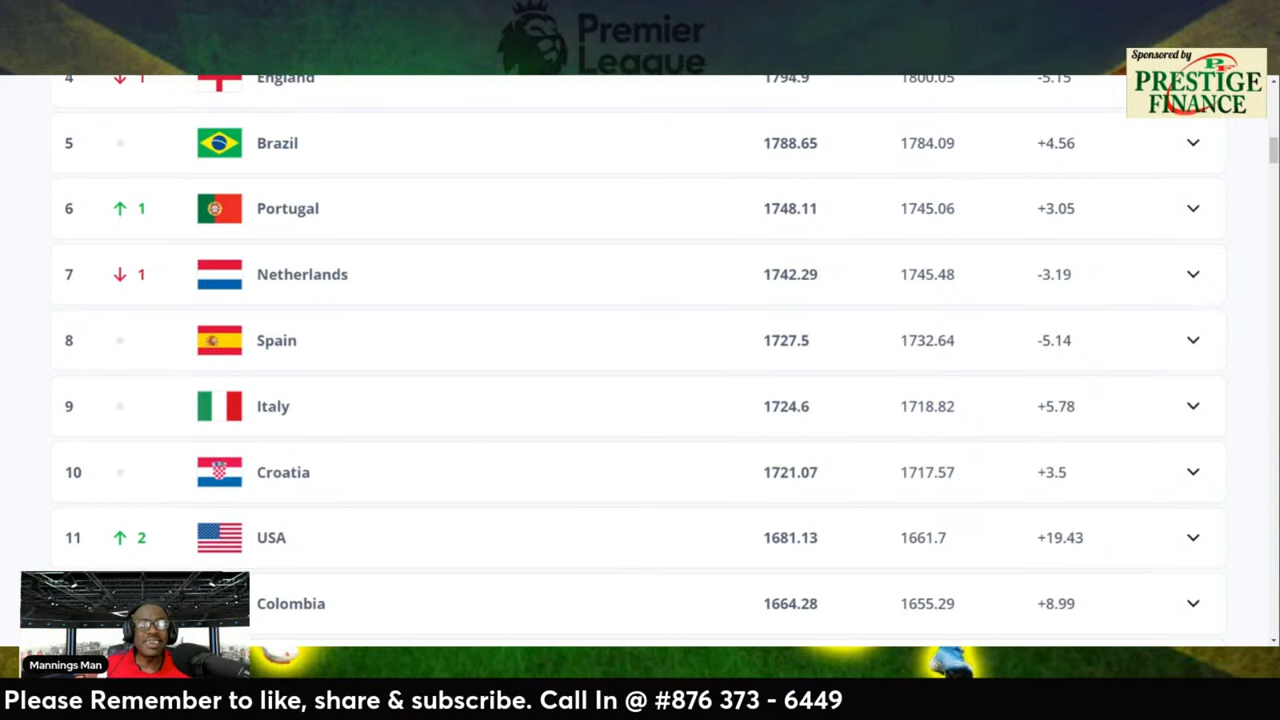 Premier
League
Sponsored by
PF
PRESTIGE
FINANCE
4 1 England 1794.9 1800.05 -5.15
5 Brazil 1788.65 1784.09 +4.56
6 1 Portugal 1748.11 1745.06 +3.05
7 1 Netherlands 1742.29 1745.48 -3.19
8 Spain 1727.5 1732.64 -5.14
9 Italy 1724.6 1718.82 +5.78
10 Croatia 1721.07 1717.57 +3.5
11 2 USA 1681.13 1661.7 +19.43
Colombia 1664.28 1655.29 +8.99
Mannings Man
Please Remember to like, share & subscribe. Call In @ #876 373 - 6449